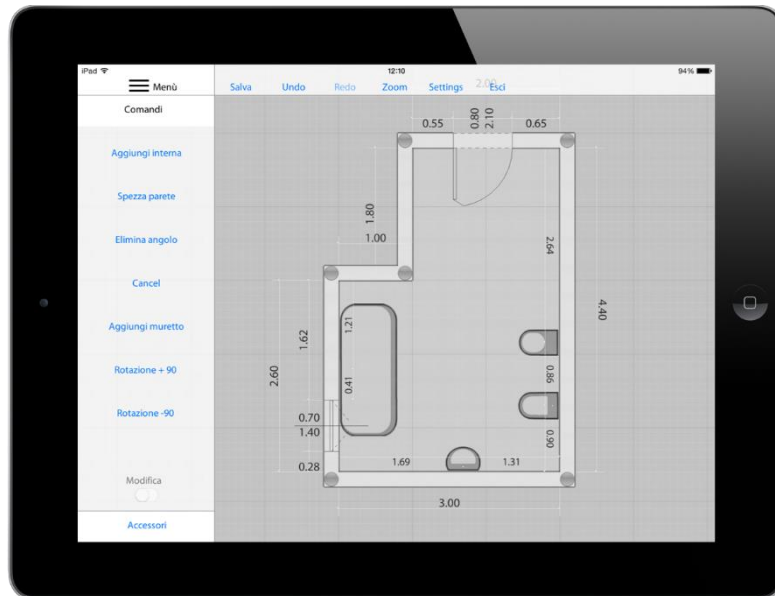 iPad
12:10
94%
Menù
Salva
Undo
Redo
Zoom
Settings
2.00
Esci
Comandi
Aggiungi interna
Spezza parete
Elimina angolo
Cancel
Aggiungi muretto
Rotazione + 90
Rotazione -90
Modifica
Accessori
0.55
0.80
2.10
0.65
1.80
1.00
2.64
4.40
1.62
1.21
2.60
0.41
0.86
0.70
1.40
0.90
0.28
1.69
1.31
3.00